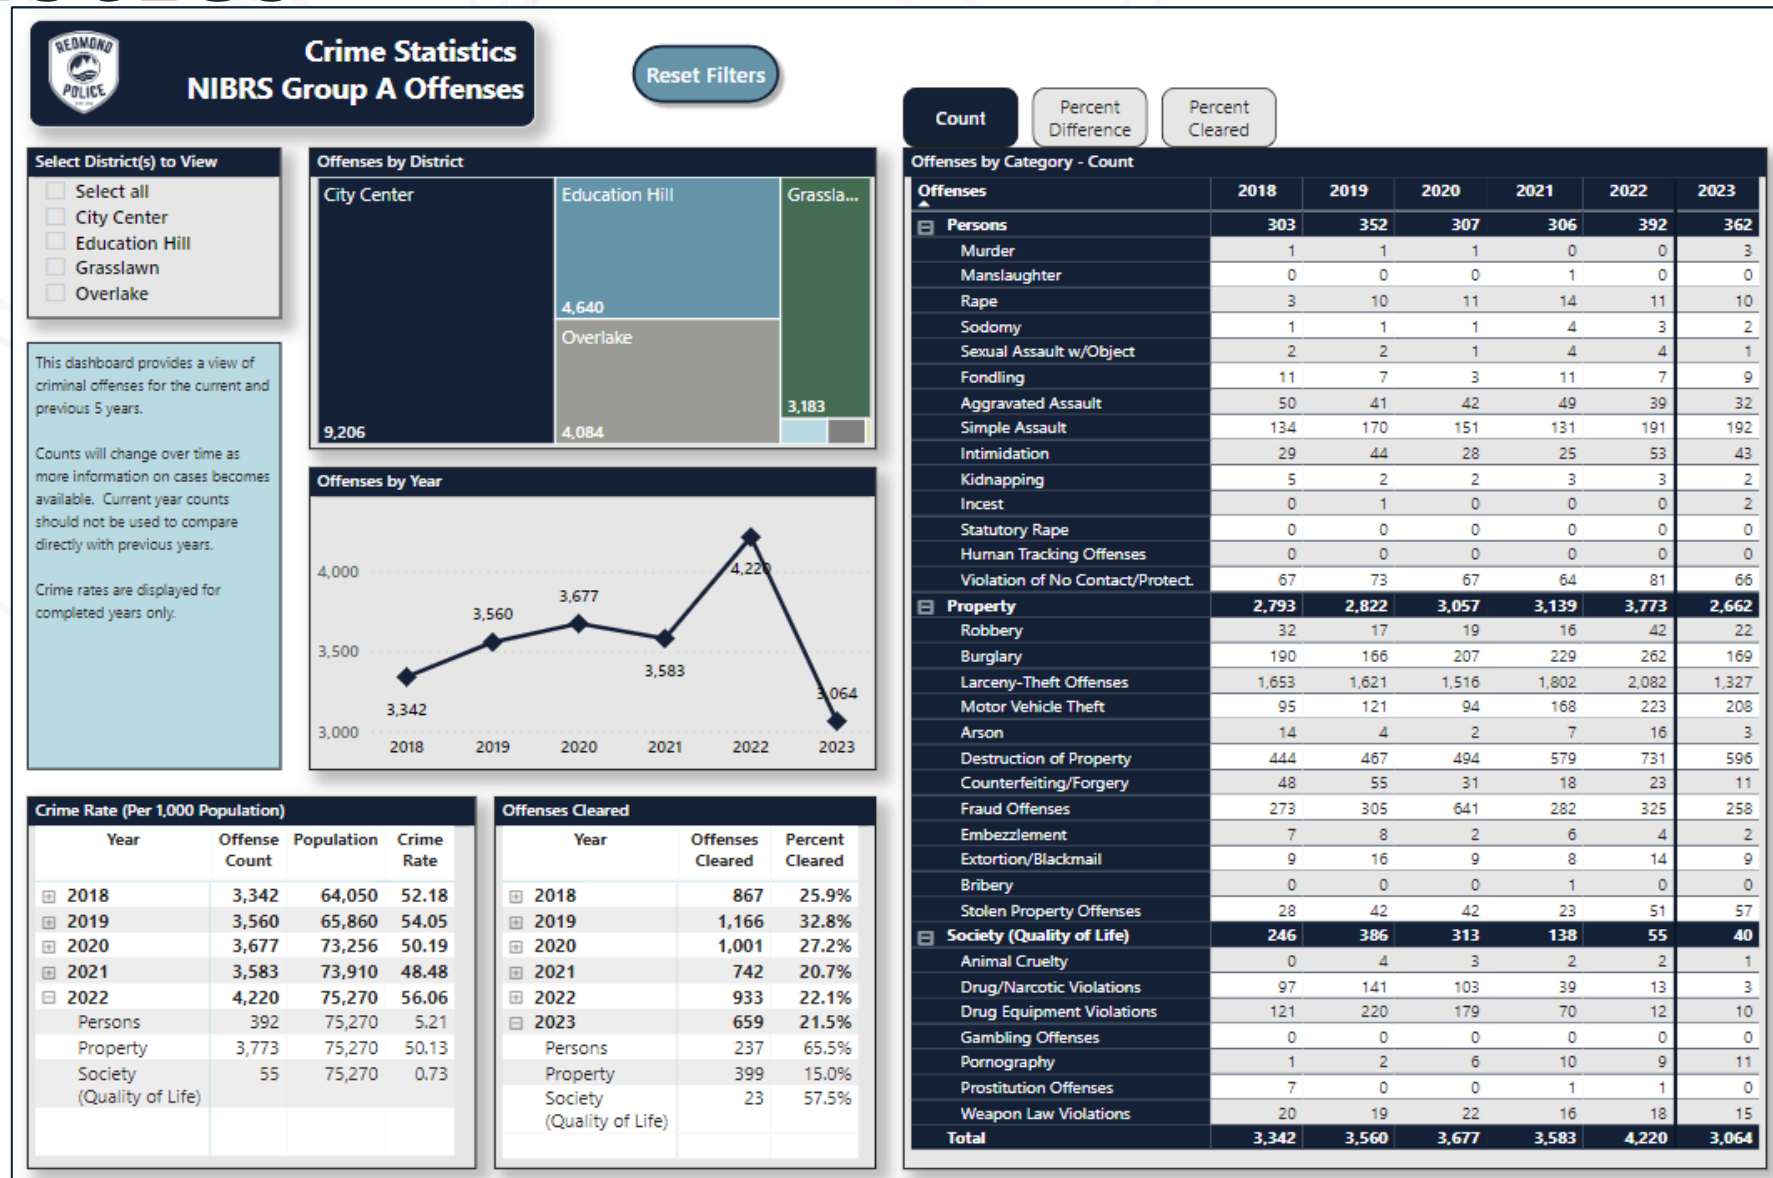 REDMOND
POLICE
Crime Statistics
NIBRS Group A Offenses
Reset Filters
Count
Percent
Difference
Percent
Cleared
Select District(s) to View
Select all
City Center
Education Hill
Grasslawn
Overlake
This dashboard provides a view of
criminal offenses for the current and
previous 5 years.
Counts will change over time as
more information on cases becomes
available. Current year counts
should not be used to compare
directly with previous years.
Crime rates are displayed for
completed years only.
Offenses by District
City Center
9,206
Education Hill
4,640
Overlake
4,084
Grassla...
3,183
Offenses by Year
4,000
3,500
3,000
3,342
3,560
3,677
3,583
4,220
3,064
2018 2019 2020 2021 2022 2023
Crime Rate (Per 1,000 Population)
Year Offense Population Crime
Count Rate
2018 3,342 64,050 52.18
2019 3,560 65,860 54.05
2020 3,677 73,256 50.19
2021 3,583 73,910 48.48
2022 4,220 75,270 56.06
Persons 392 75,270 5.21
Property 3,773 75,270 50.13
Society 55 75,270 0.73
(Quality of Life)
Offenses Cleared
Year Offenses Percent
Cleared Cleared
2018 867 25.9%
2019 1,166 32.8%
2020 1,001 27.2%
2021 742 20.7%
2022 933 22.1%
2023 659 21.5%
Persons 237 65.5%
Property 399 15.0%
Society 23 57.5%
(Quality of Life)
Offenses by Category - Count
Offenses 2018 2019 2020 2021 2022 2023
Persons 303 352 307 306 392 362
Murder 1 1 1 0 0 3
Manslaughter 0 0 0 1 0 0
Rape 3 10 11 14 11 10
Sodomy 1 1 1 4 3 2
Sexual Assault w/Object 2 2 1 4 4 1
Fondling 11 7 3 11 7 9
Aggravated Assault 50 41 42 49 39 32
Simple Assault 134 170 151 131 191 192
Intimidation 29 44 28 25 53 43
Kidnapping 5 2 2 3 3 2
Incest 0 1 0 0 0 2
Statutory Rape 0 0 0 0 0 0
Human Tracking Offenses 0 0 0 0 0 0
Violation of No Contact/Protect. 67 73 67 64 81 66
Property 2,793 2,822 3,057 3,139 3,773 2,662
Robbery 32 17 19 16 42 22
Burglary 190 166 207 229 262 169
Larceny-Theft Offenses 1,653 1,621 1,516 1,802 2,082 1,327
Motor Vehicle Theft 95 121 94 168 223 208
Arson 14 4 2 7 16 3
Destruction of Property 444 467 494 579 731 596
Counterfeiting/Forgery 48 55 31 18 23 11
Fraud Offenses 273 305 641 282 325 258
Embezzlement 7 8 2 6 4 2
Extortion/Blackmail 9 16 9 8 14 9
Bribery 0 0 0 1 0 0
Stolen Property Offenses 28 42 42 23 51 57
Society (Quality of Life) 246 386 313 138 55 40
Animal Cruelty 0 4 3 2 2 1
Drug/Narcotic Violations 97 141 103 39 13 3
Drug Equipment Violations 121 220 179 70 12 10
Gambling Offenses 0 0 0 0 0 0
Pornography 1 2 6 10 9 11
Prostitution Offenses 7 0 0 1 1 0
Weapon Law Violations 20 19 22 16 18 15
Total 3,342 3,560 3,677 3,583 4,220 3,064